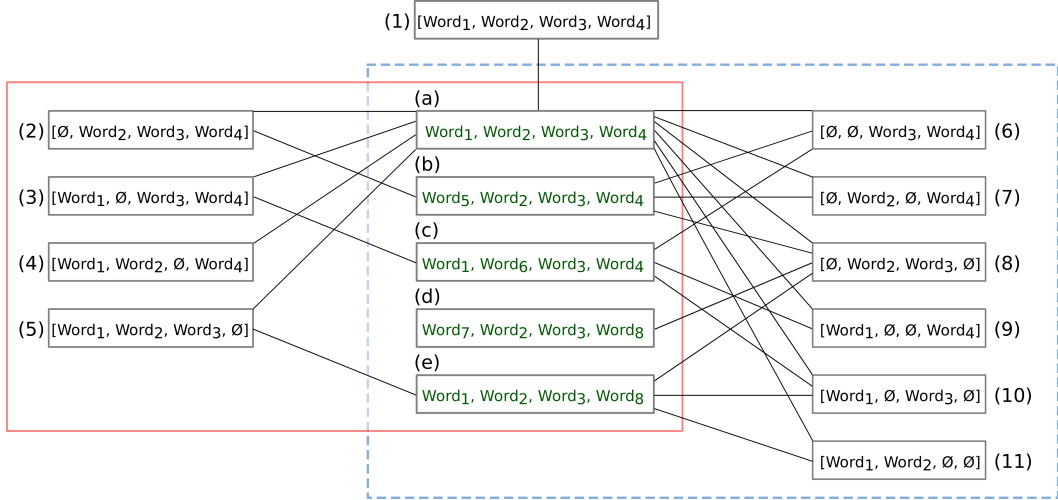 (1) [Word1, Word2, Word3, Word4]
(a)
(2) [Ø, Word2, Word3, Word4] Word1, Word2, Word3, Word4 [Ø, Ø, Word3, Word4] (6)
(b)
(3) [Word1, Ø, Word3, Word4] Word5, Word2, Word3, Word4 [Ø, Word2, Ø, Word4] (7)
(c)
(4) [Word1, Word2, Ø, Word4] Word1, Word6, Word3, Word4 [Ø, Word2, Word3, Ø] (8)
(d)
(5) [Word1, Word2, Word3, Ø] Word7, Word2, Word3, Word8 [Word1, Ø, Ø, Word4] (9)
(e)
Word1, Word2, Word3, Word8 [Word1, Ø, Word3, Ø] (10)
[Word1, Word2, Ø, Ø] (11)